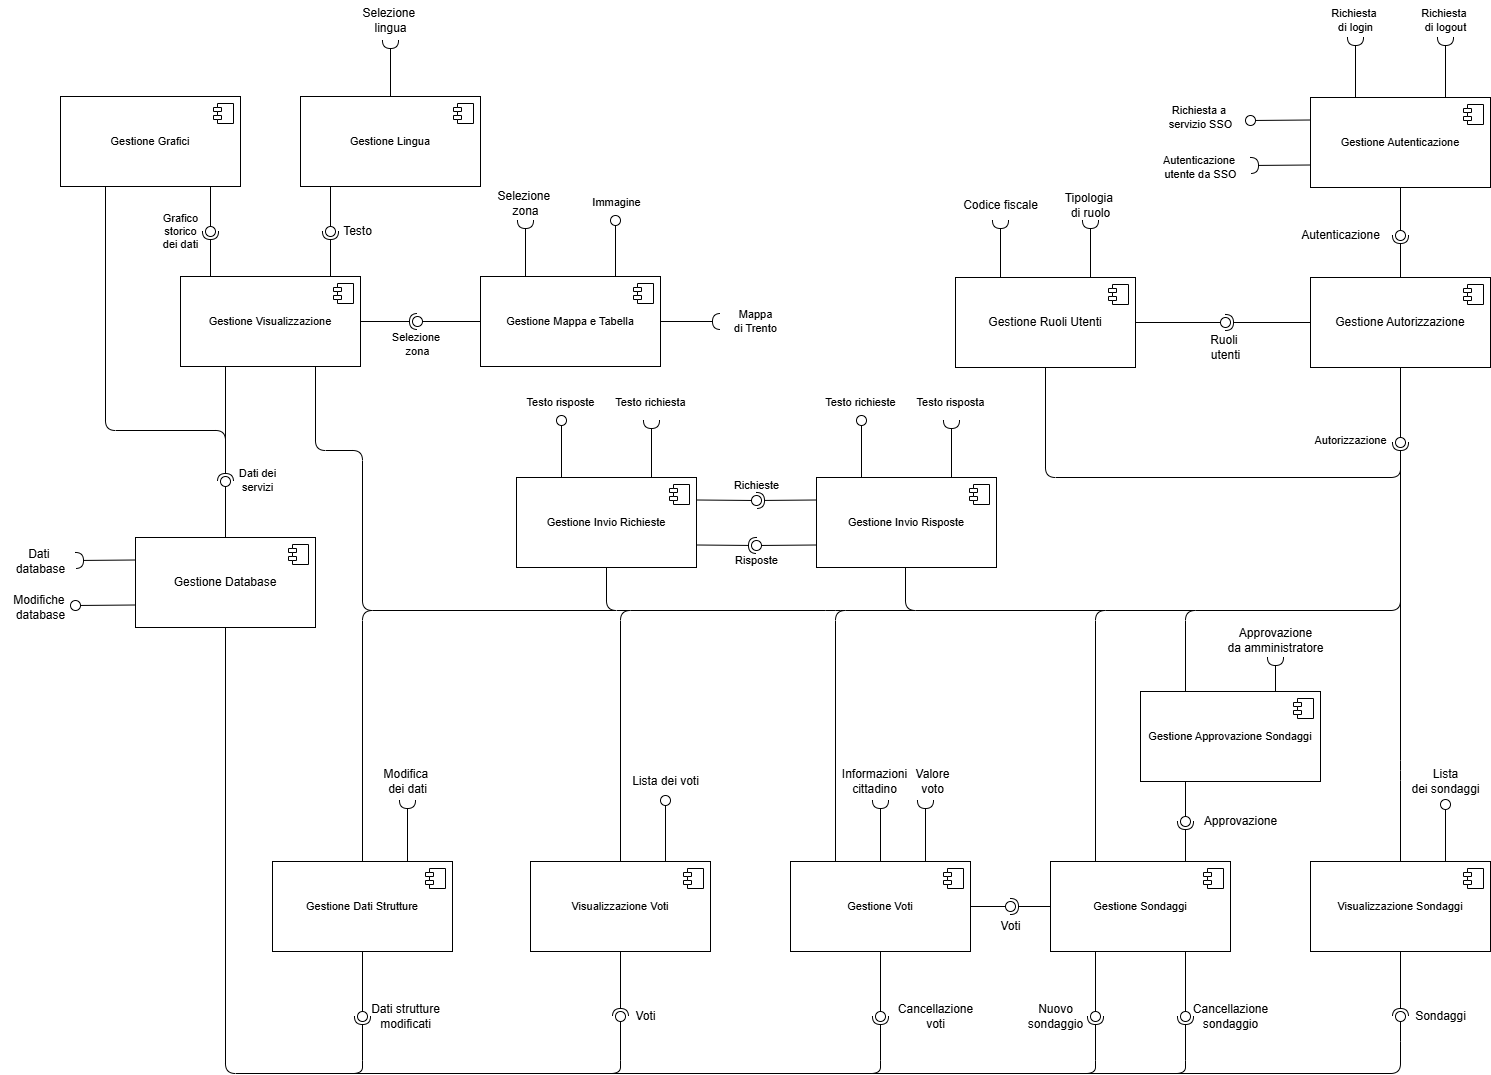 Selezione
lingua
Richiesta
di login
Richiesta
di logout
Gestione Grafici
Gestione Lingua
Richiesta a
servizio SSO
Gestione Autenticazione
Autenticazione
utente da SSO
Selezione
zona
Immagine
Codice fiscale
Tipologia
di ruolo
Grafico
storico
dei dati
Testo
Autenticazione
Gestione Visualizzazione
Selezione
zona
Gestione Mappa e Tabella
Mappa
di Trento
Gestione Ruoli Utenti
Ruoli
utenti
Gestione Autorizzazione
Testo risposte
Testo richiesta
Testo richieste
Testo risposta
Autorizzazione
Dati dei
servizi
Richieste
Gestione Invio Richieste
Gestione Invio Risposte
Risposte
Dati
database
Gestione Database
Modifiche
database
Approvazione
da amministratore
Gestione Approvazione Sondaggi
Modifica
dei dati
Lista dei voti
Informazioni
cittadino
Valore
voto
Lista
dei sondaggi
Approvazione
Gestione Dati Strutture
Visualizzazione Voti
Gestione Voti
Voti
Gestione Sondaggi
Visualizzazione Sondaggi
Dati strutture
modificati
Voti
Cancellazione
voti
Nuovo
sondaggio
Cancellazione
sondaggio
Sondaggi